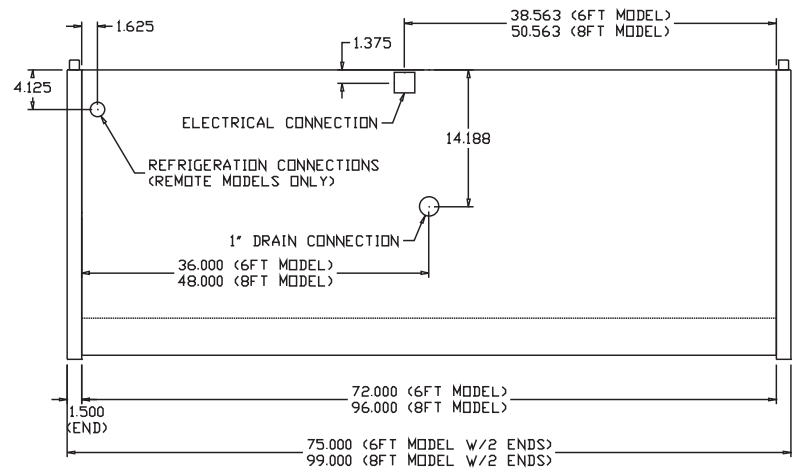 38.563 (6FT MODEL)
50.563 (8FT MODEL)
1.625
1.375
4.125
ELECTRICAL CONNECTION
14.188
REFRIGERATION CONNECTIONS
(REMOTE MODELS ONLY)
1" DRAIN CONNECTION
36.000 (6FT MODEL)
48.000 (8FT MODEL)
72.000 (6FT MODEL)
96.000 (8FT MODEL)
1.500
(END)
75.000 (6FT MODEL W/2 ENDS)
99.000 (8FT MODEL W/2 ENDS)